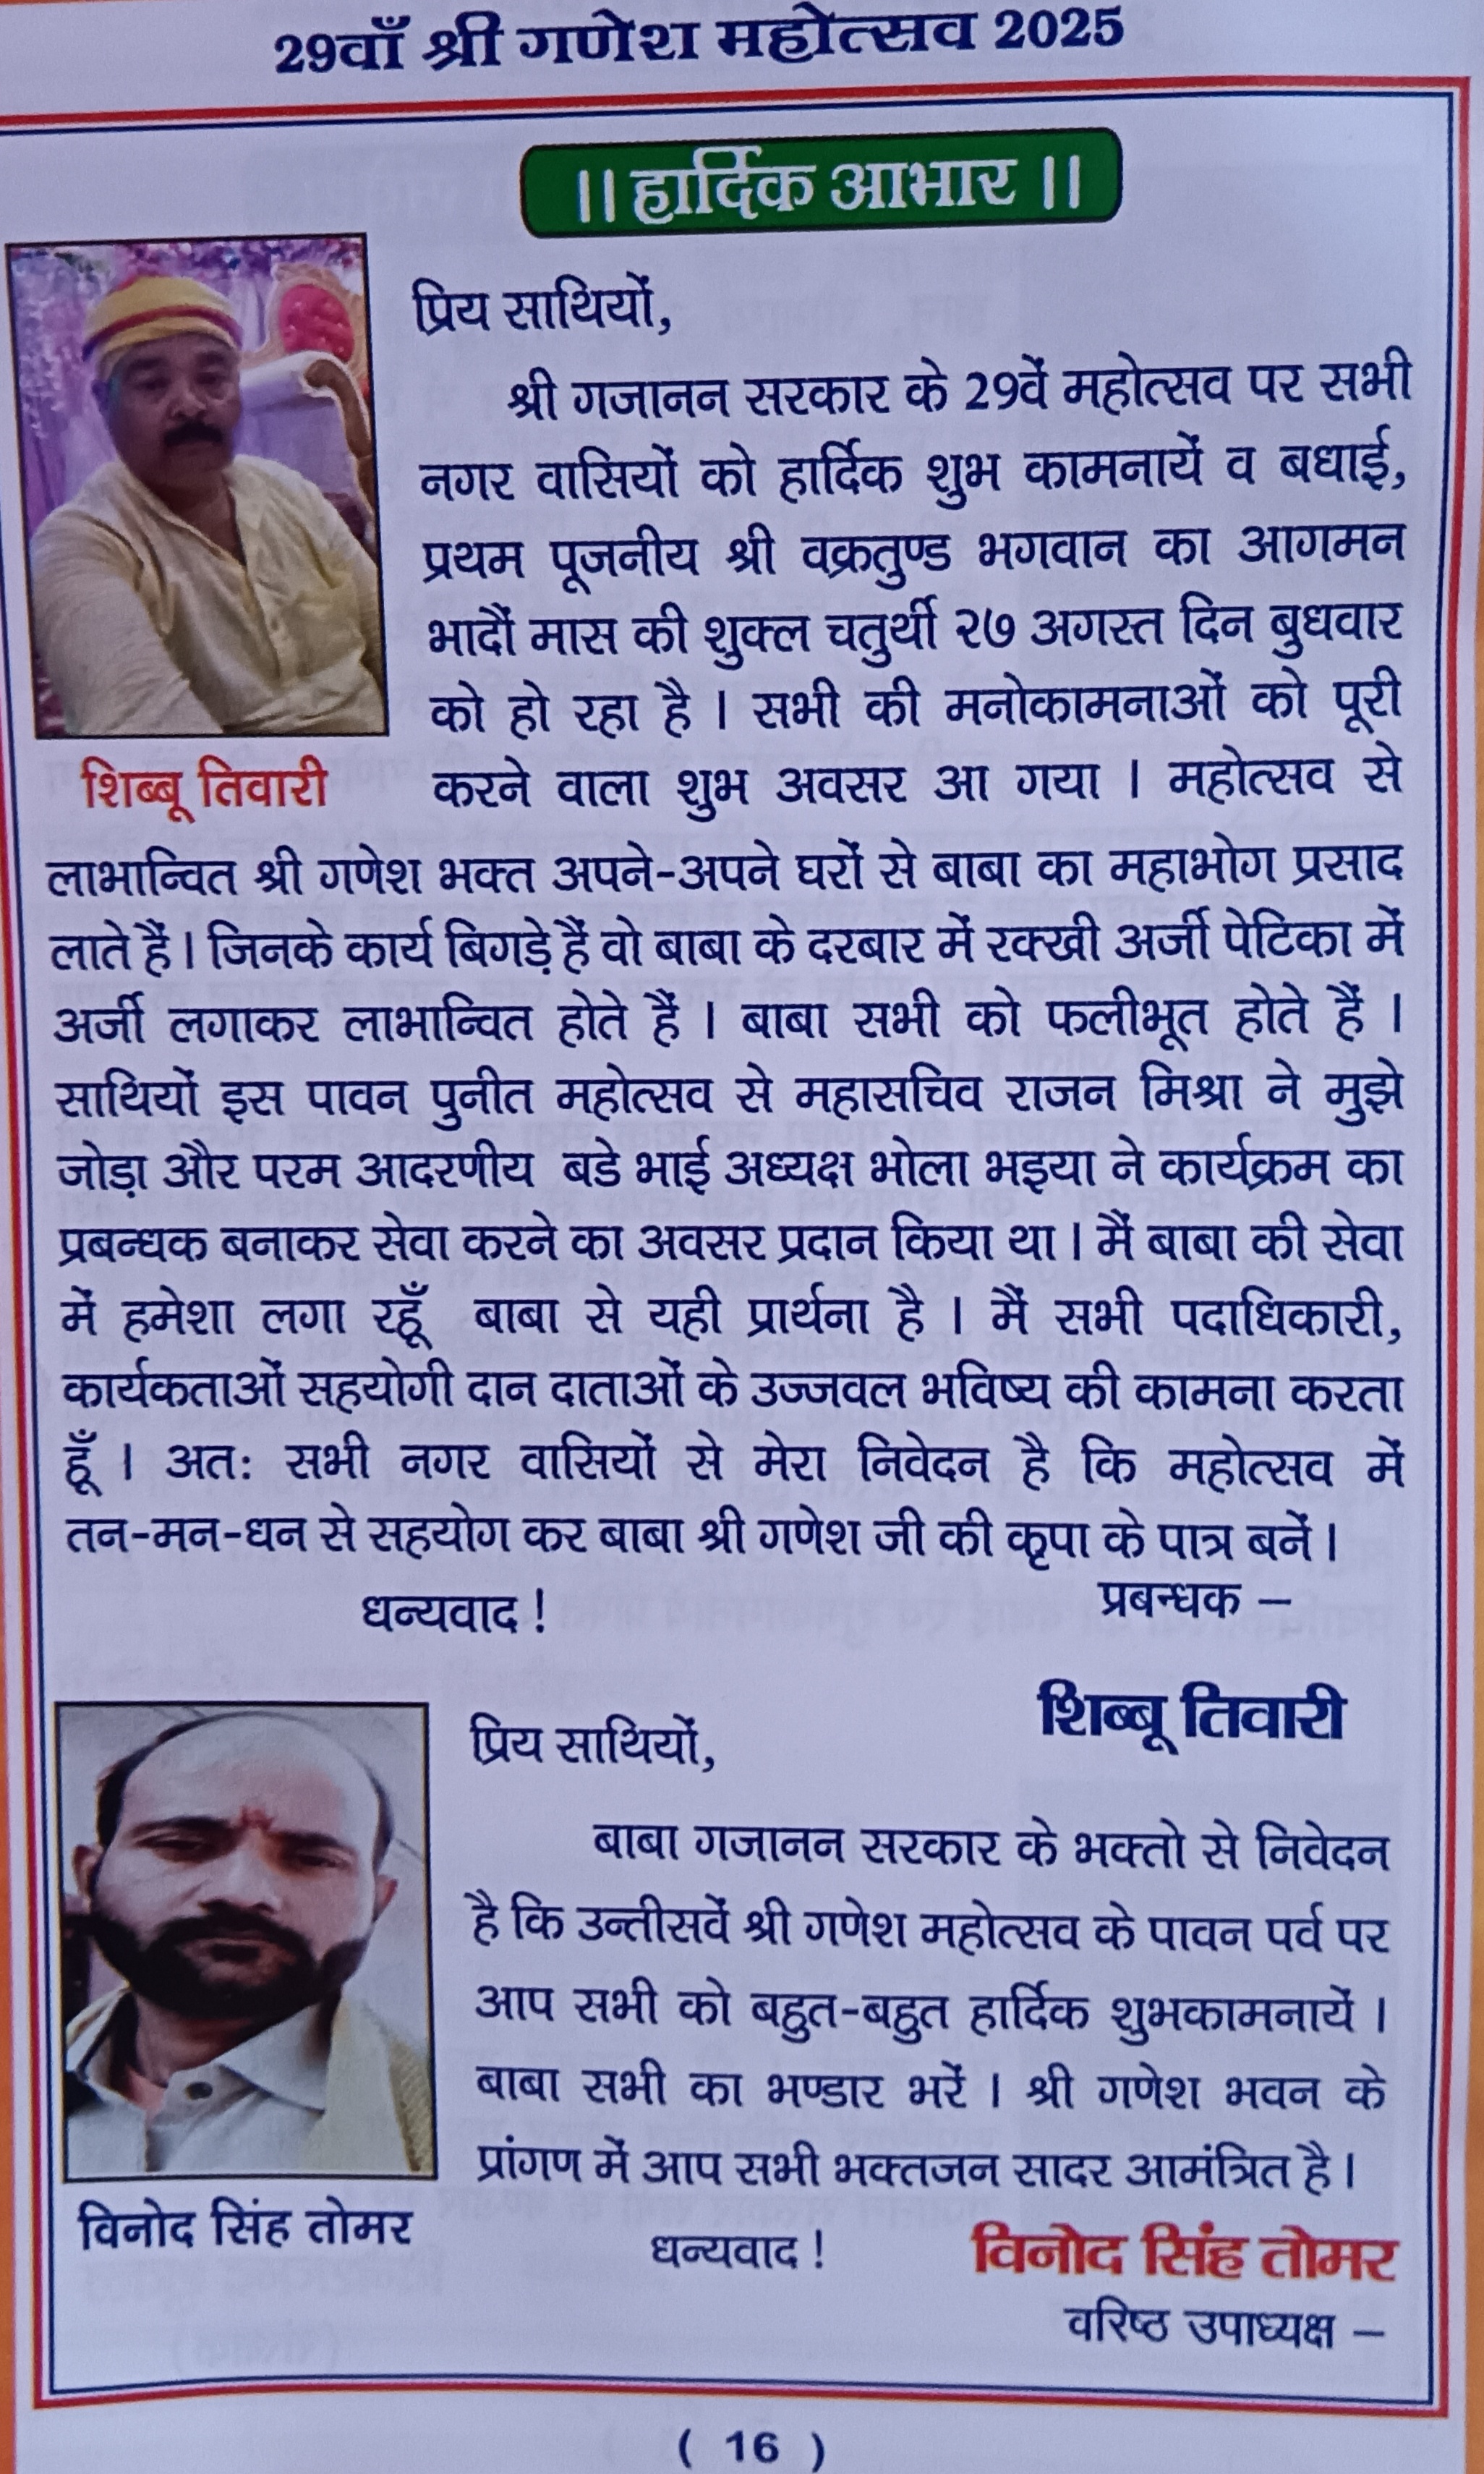 29वाँ श्री गणेश महोत्सव 2025
।। हार्दिक आभार ।।
प्रिय साथियों,
श्री गजानन सरकार के 29वें महोत्सव पर सभी
नगर वासियों को हार्दिक शुभ कामनायें व बधाई,
प्रथम पूजनीय श्री वक्रतुण्ड भगवान का आगमन
भादौं मास की शुक्ल चतुर्थी २७ अगस्त दिन बुधवार
को हो रहा है । सभी की मनोकामनाओं को पूरी
शिब्बू तिवारी
करने वाला शुभ अवसर आ गया । महोत्सव से
लाभान्वित श्री गणेश भक्त अपने-अपने घरों से बाबा का महाभोग प्रसाद
लाते हैं । जिनके कार्य बिगड़े हैं वो बाबा के दरबार में रक्खी अर्जी पेटिका में
अर्जी लगाकर लाभान्वित होते हैं । बाबा सभी को फलीभूत होते हैं ।
साथियों इस पावन पुनीत महोत्सव से महासचिव राजन मिश्रा ने मुझे
जोड़ा और परम आदरणीय बडे भाई अध्यक्ष भोला भइया ने कार्यक्रम का
प्रबन्धक बनाकर सेवा करने का अवसर प्रदान किया था । मैं बाबा की सेवा
में हमेशा लगा रहूँ बाबा से यही प्रार्थना है । मैं सभी पदाधिकारी,
कार्यकताओं सहयोगी दान दाताओं के उज्जवल भविष्य की कामना करता
हूँ । अतः सभी नगर वासियों से मेरा निवेदन है कि महोत्सव में
तन-मन-धन से सहयोग कर बाबा श्री गणेश जी की कृपा के पात्र बनें ।
धन्यवाद ! प्रबन्धक –
शिब्बू तिवारी
प्रिय साथियों,
बाबा गजानन सरकार के भक्तो से निवेदन
है कि उन्तीसवें श्री गणेश महोत्सव के पावन पर्व पर
आप सभी को बहुत-बहुत हार्दिक शुभकामनायें ।
बाबा सभी का भण्डार भरें । श्री गणेश भवन के
प्रांगण में आप सभी भक्तजन सादर आमंत्रित है ।
विनोद सिंह तोमर
धन्यवाद ! विनोद सिंह तोमर
वरिष्ठ उपाध्यक्ष –
( 16 )